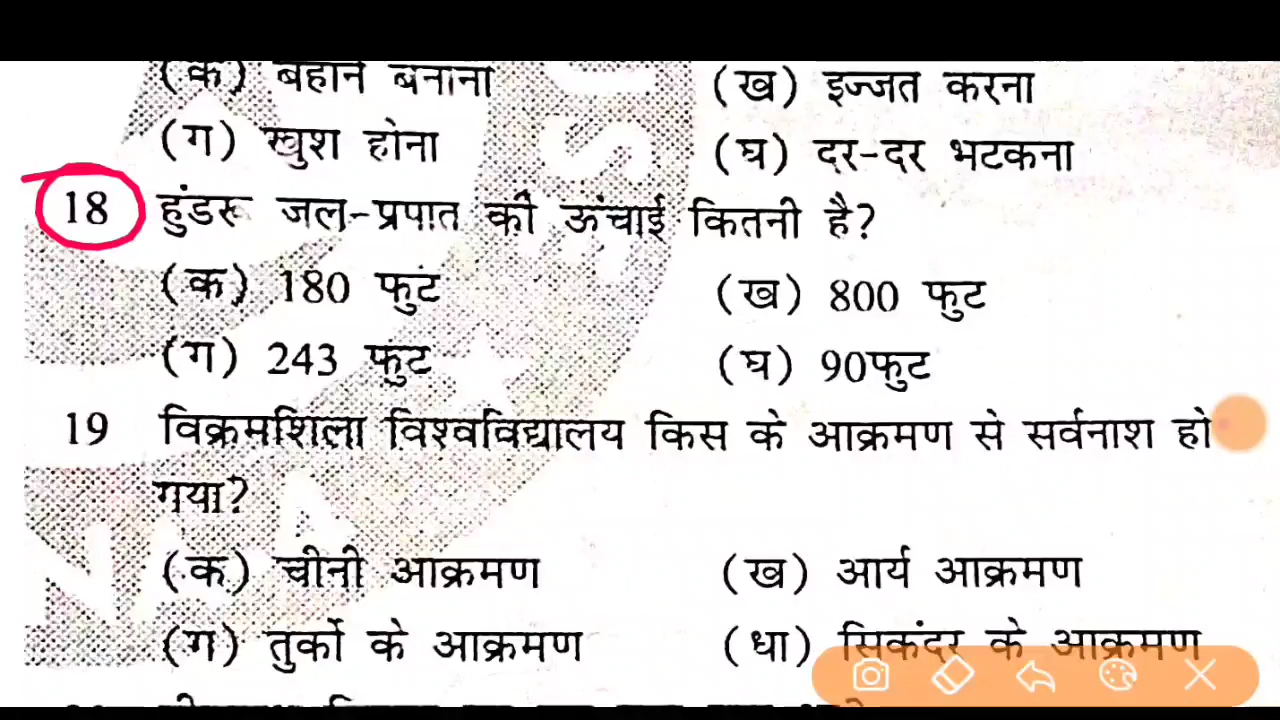 (क) बहाने बनाना (ख) इज्जत करना
(ग) खुश होना (घ) दर-दर भटकना
18 हुंडरू जल-प्रपात की ऊंचाई कितनी है?
(क) 180 फुट (ख) 800 फुट
(ग) 243 फुट (घ) 90फुट
19 विक्रमशिला विश्वविद्यालय किस के आक्रमण से सर्वनाश हो
गया?
(क) चीनी आक्रमण (ख) आर्य आक्रमण
(ग) तुर्को के आक्रमण (धा) सिकंदर के आक्रमण